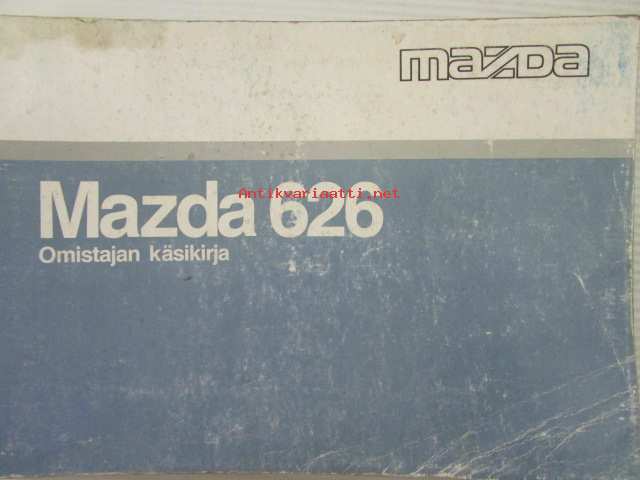 mazda
Mazda 626
Antikvariaatti.net
Omistajan käsikirja